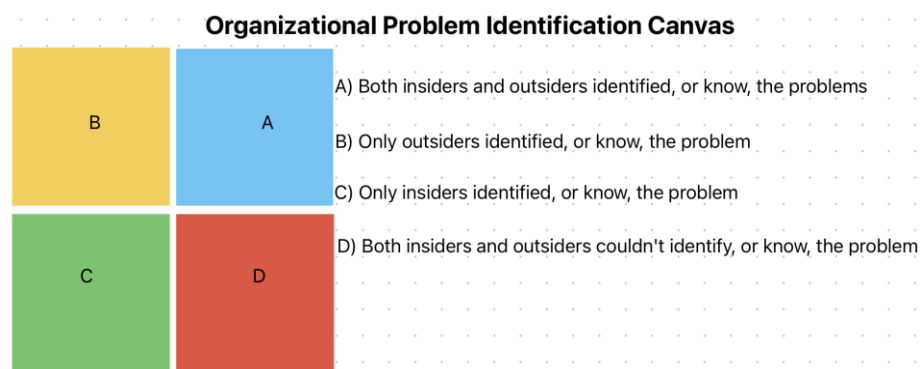 Organizational Problem Identification Canvas
B
A
A) Both insiders and outsiders identified, or know, the problems
B) Only outsiders identified, or know, the problem
C) Only insiders identified, or know, the problem
C
D
D) Both insiders and outsiders couldn't identify, or know, the problem